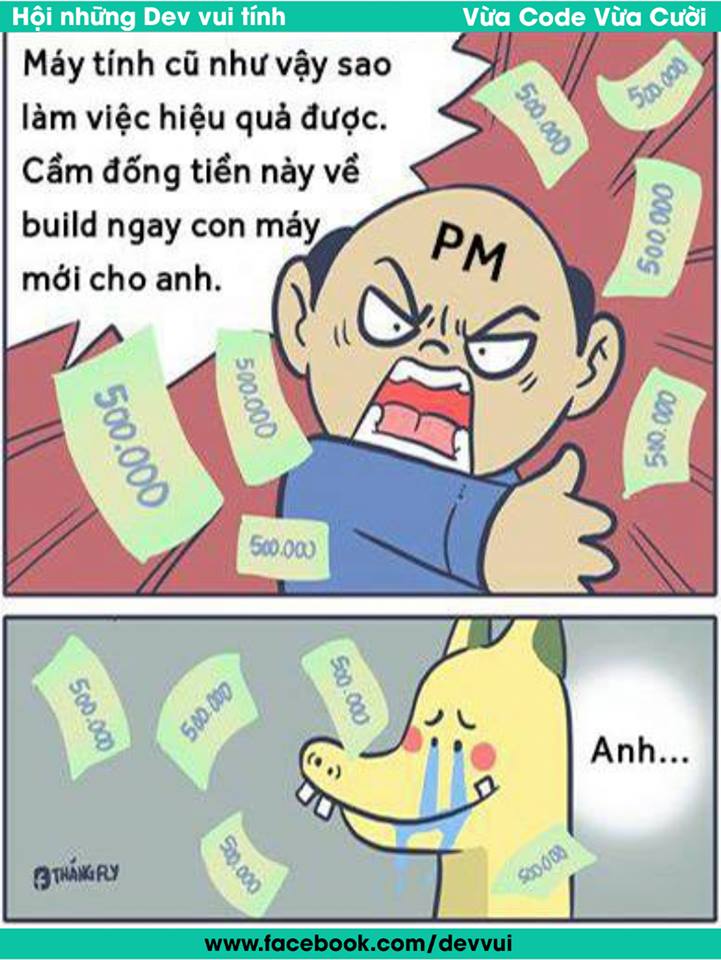 Hội những Dev vui tính
Vừa Code Vừa Cười
Máy tính cũ như vậy sao
làm việc hiệu quả được.
Cầm đống tiền này về
build ngay con máy
mới cho anh.
PM
500.000
500.000
500.000
500.000
500.000
500.000
500.000
500.000
500.000
500.000
500.000
500.000
Anh...
THĂNG FLY
www.facebook.com/devvui